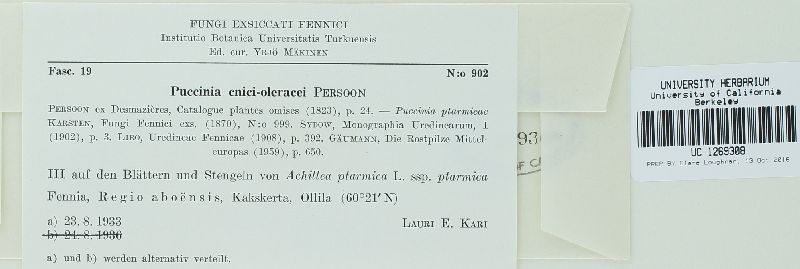 FUNGI EXSICCATI FENNICI
Institutio Botanica Universitatis Turkuensis
Ed. cur. YRJÖ MÄKINEN
Fasc. 19 N:o 902
Puccinia cnici-oleracei PERSOON
PERSOON ex Desmazières, Catalogue plantes omises (1823), p. 24. — Puccinia ptarmicae
KARSTEN, Fungi Fennici exs. (1870), N:o 999. SYDOW, Monographia Uredinearum, I
(1902), p. 3. LIRO, Uredineae Fennicae (1908), p. 392. GÄUMANN, Die Rostpilze Mittel-
europas (1959), p. 650.
III auf den Blättern und Stengeln von Achillea ptarmica L. ssp. ptarmica
Fennia, Regio aboënsis, Kakskerta, Ollila (60°21′ N)
a) 23. 8. 1933 LAURI E. KARI
b) 24. 8. 1936
a) und b) werden alternativ verteilt.
UNIVERSITY HERBARIUM
University of California
Berkeley
UC 1269308
PREP BY Clare Loughran, 13 Oct 2016